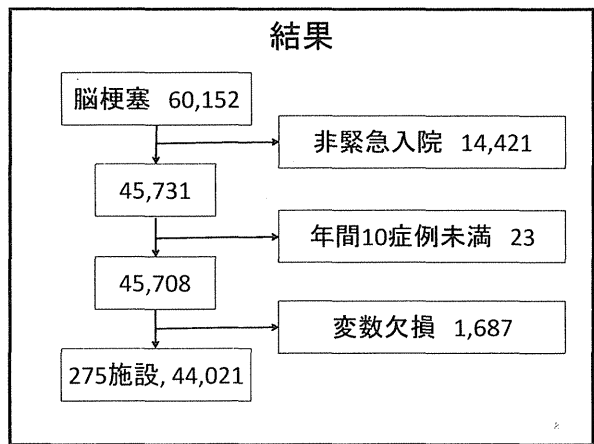 結果
脳梗塞 60,152
非緊急入院 14,421
45,731
年間10症例未満 23
45,708
変数欠損 1,687
275施設, 44,021